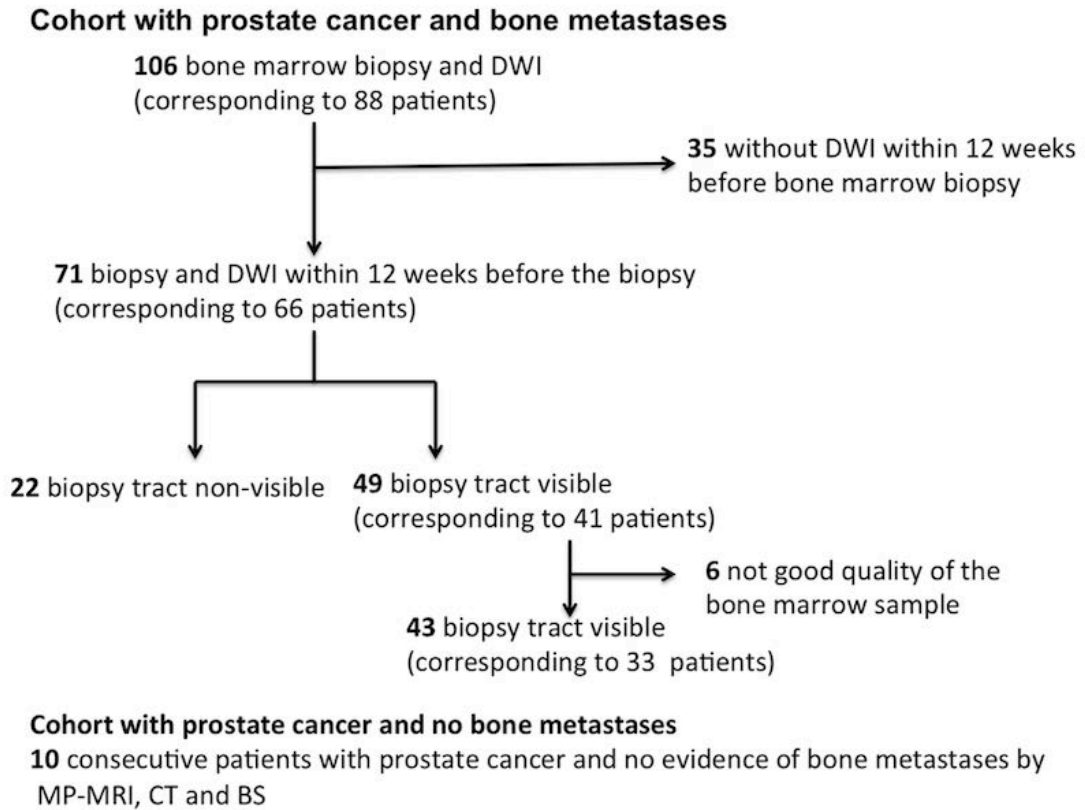 Cohort with prostate cancer and bone metastases
106 bone marrow biopsy and DWI
(corresponding to 88 patients)
35 without DWI within 12 weeks
before bone marrow biopsy
71 biopsy and DWI within 12 weeks before the biopsy
(corresponding to 66 patients)
22 biopsy tract non-visible
49 biopsy tract visible
(corresponding to 41 patients)
6 not good quality of the
bone marrow sample
43 biopsy tract visible
(corresponding to 33 patients)
Cohort with prostate cancer and no bone metastases
10 consecutive patients with prostate cancer and no evidence of bone metastases by
MP-MRI, CT and BS